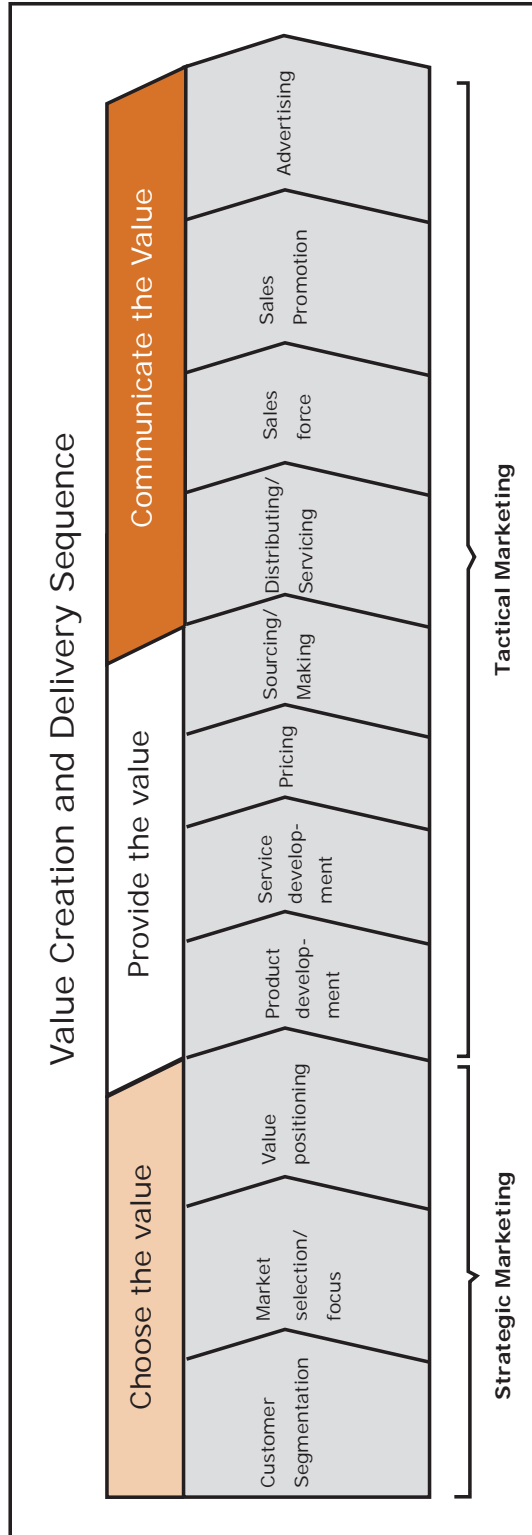 Value Creation and Delivery Sequence
Choose the value
Provide the value
Communicate the Value
Customer
Segmentation
Market
selection/
focus
Value
positioning
Product
develop-
ment
Service
develop-
ment
Pricing
Sourcing/
Making
Distributing/
Servicing
Sales
force
Sales
Promotion
Advertising
Strategic Marketing
Tactical Marketing